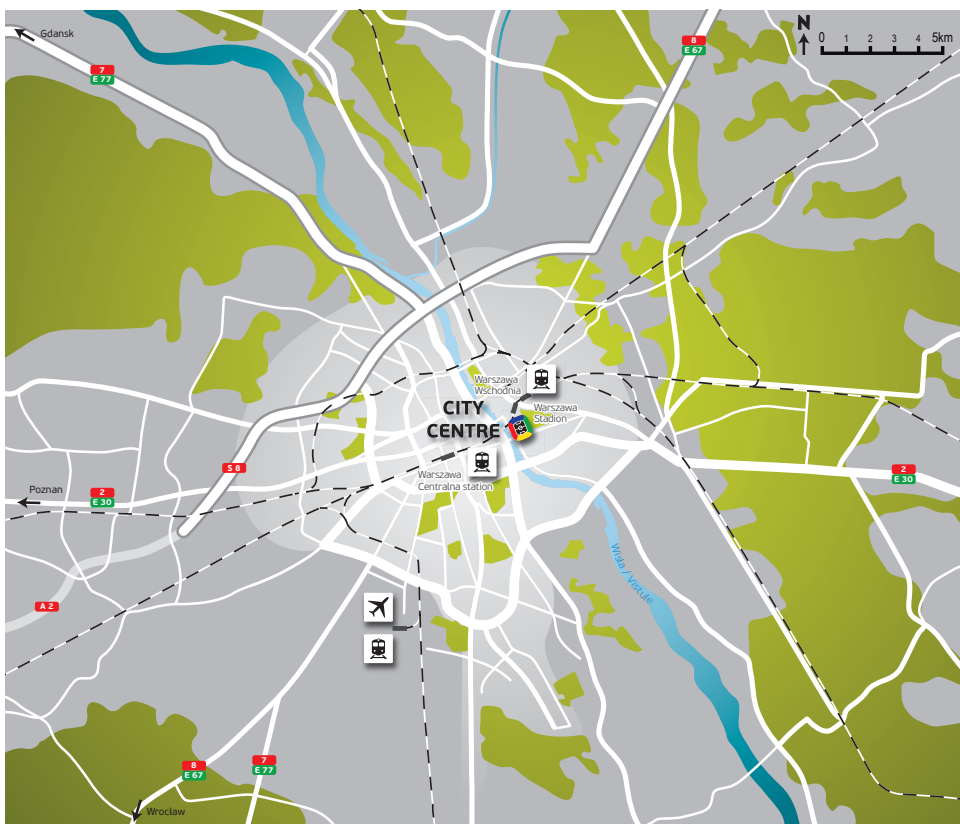 Gdansk
7
E 77
8
E 67
N
0 1 2 3 4 5km
Warszawa
Wschodnia
CITY
CENTRE
Warszawa
Stadion
Warszawa
Centralna station
S 8
2
E 30
Poznan
2
E 30
Wisła / Vistule
A 2
8
E 67
7
E 77
Wrocław